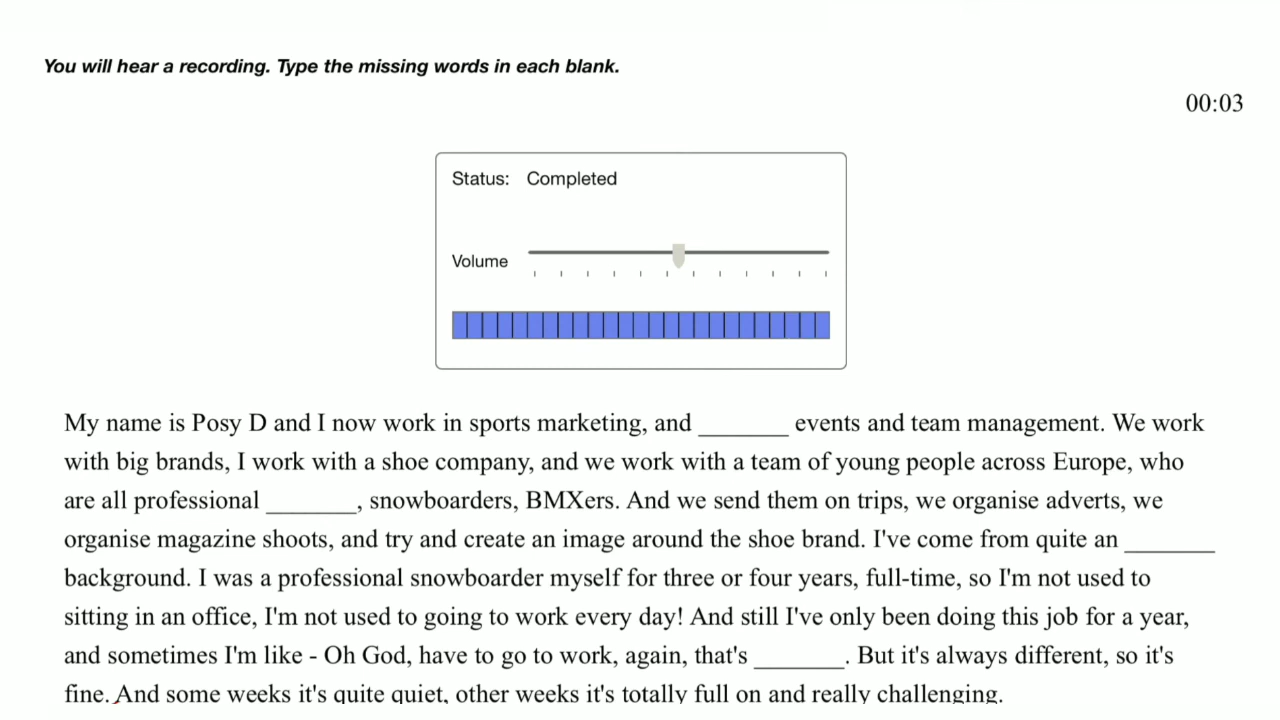 You will hear a recording. Type the missing words in each blank.
00:03
Status: Completed
Volume
My name is Posy D and I now work in sports marketing, and ________ events and team management. We work
with big brands, I work with a shoe company, and we work with a team of young people across Europe, who
are all professional ________, snowboarders, BMXers. And we send them on trips, we organise adverts, we
organise magazine shoots, and try and create an image around the shoe brand. I've come from quite an ________
background. I was a professional snowboarder myself for three or four years, full-time, so I'm not used to
sitting in an office, I'm not used to going to work every day! And still I've only been doing this job for a year,
and sometimes I'm like - Oh God, have to go to work, again, that's ________. But it's always different, so it's
fine. And some weeks it's quite quiet, other weeks it's totally full on and really challenging.